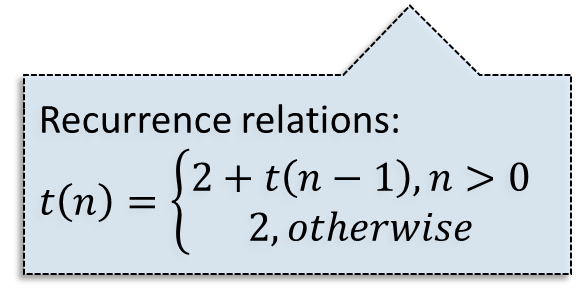 Recurrence relations:
t(n) = {2 + t(n − 1), n > 0
2, otherwise